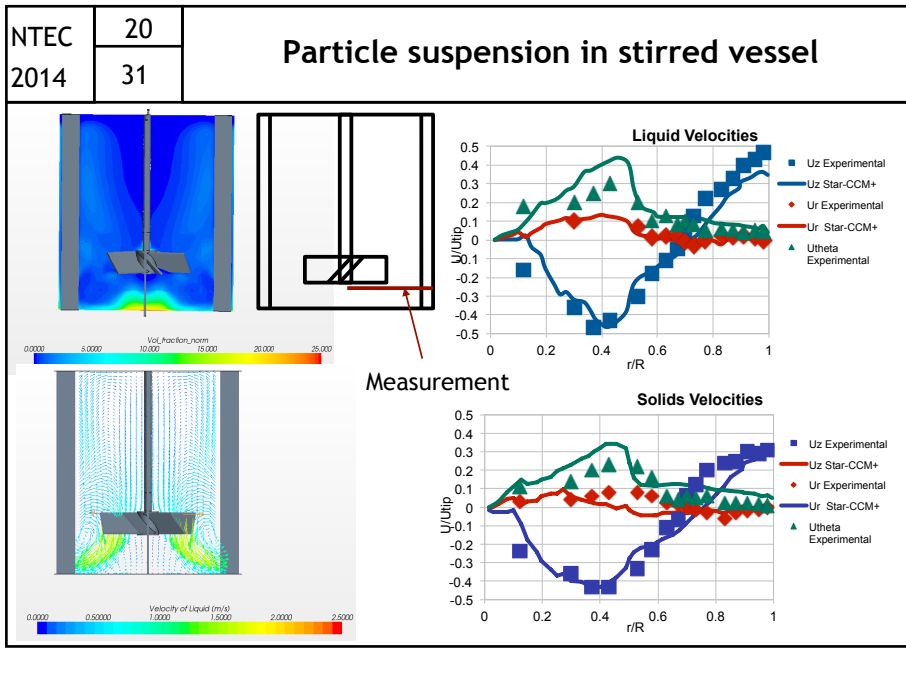 NTEC
2014
20
31
Particle suspension in stirred vessel
Vol_fraction_norm
0.0000 5.0000 10.000 15.000 20.000 25.000
Velocity of Liquid (m/s)
0.0000 0.50000 1.0000 1.5000 2.0000 2.5000
Measurement
Liquid Velocities
U/Utip
0.5
0.4
0.3
0.2
0.1
0
-0.1
-0.2
-0.3
-0.4
-0.5
0 0.2 0.4 0.6 0.8 1
r/R
Uz Experimental
Uz Star-CCM+
Ur Experimental
Ur Star-CCM+
Utheta
Experimental
Solids Velocities
U/Utip
0.5
0.4
0.3
0.2
0.1
0
-0.1
-0.2
-0.3
-0.4
-0.5
0 0.2 0.4 0.6 0.8 1
r/R
Uz Experimental
Uz Star-CCM+
Ur Experimental
Ur Star-CCM+
Utheta
Experimental